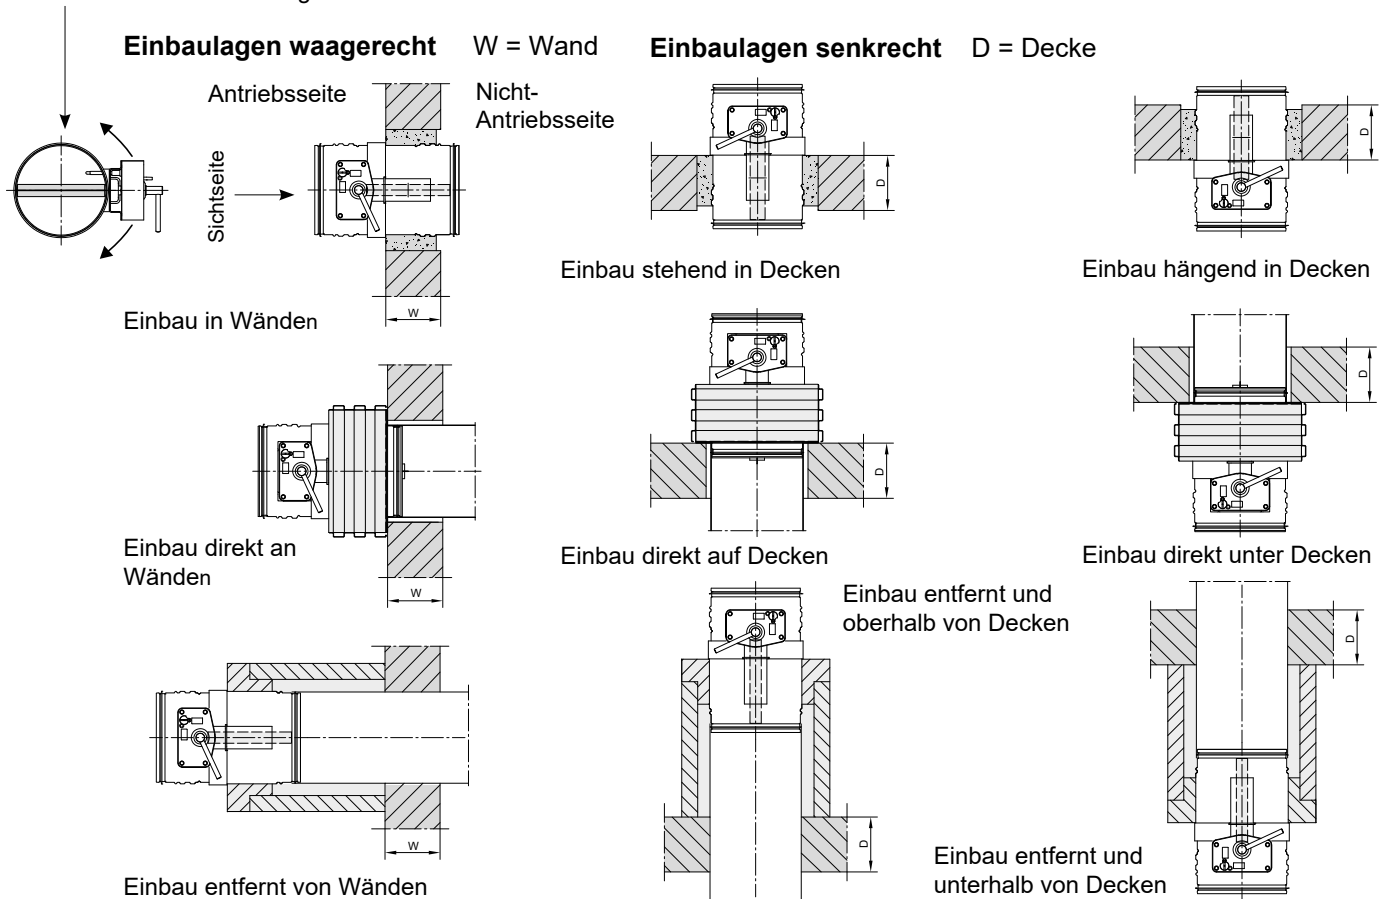 Einbaulagen waagerecht W = Wand
Einbaulagen senkrecht D = Decke
Antriebsseite
Nicht-
Antriebsseite
Sichtseite
W
Einbau in Wänden
D
Einbau stehend in Decken
D
Einbau hängend in Decken
W
Einbau direkt an
Wänden
D
Einbau direkt auf Decken
D
Einbau direkt unter Decken
W
Einbau entfernt von Wänden
D
Einbau entfernt und
oberhalb von Decken
D
Einbau entfernt und
unterhalb von Decken